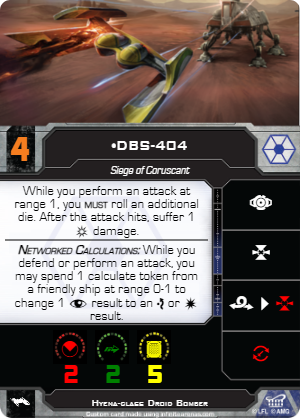 •DBS-404
4
Siege of Coruscant
While you perform an attack at
range 1, you MUST roll an additional
die. After the attack hits, suffer 1
damage.
NETWORKED CALCULATIONS: While you
defend or perform an attack, you
may spend 1 calculate token from
a friendly ship at range 0-1 to
change 1 result to an or
result.
2 2 5
HYENA-CLASS DROID BOMBER
Custom card made using infinitearenas.com
©LFL ©AMG